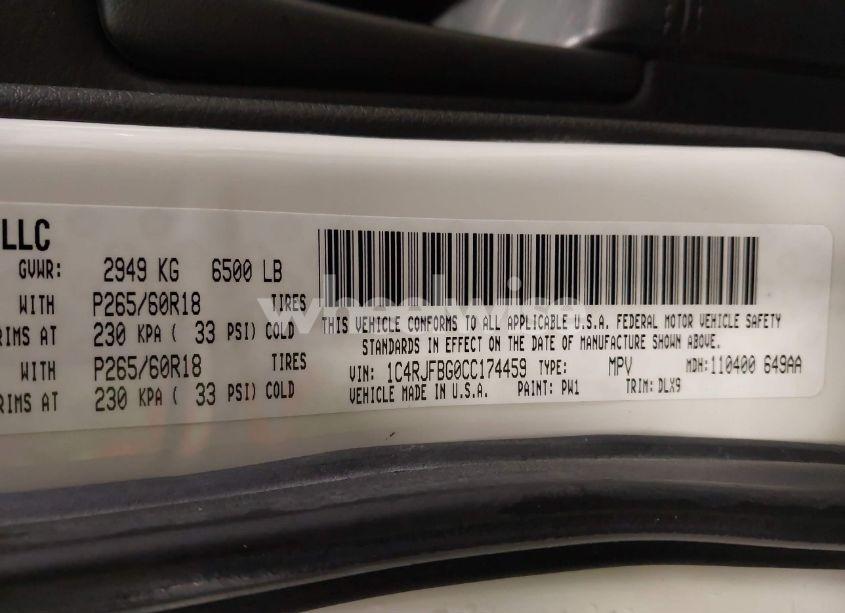 LLC
GVWR: 2949 KG 6500 LB
WITH P265/60R18 TIRES
RIMS AT 230 KPA ( 33 PSI) COLD
WITH P265/60R18 TIRES
RIMS AT 230 KPA ( 33 PSI) COLD
THIS VEHICLE CONFORMS TO ALL APPLICABLE U.S.A. FEDERAL MOTOR VEHICLE SAFETY
STANDARDS IN EFFECT ON THE DATE OF MANUFACTURE SHOWN ABOVE.
VIN: 1C4RJFBG0CC174459 TYPE: MPV MDH: 110400 649AA
VEHICLE MADE IN U.S.A. PAINT: PW1 TRIM: DLX9
wheelwise